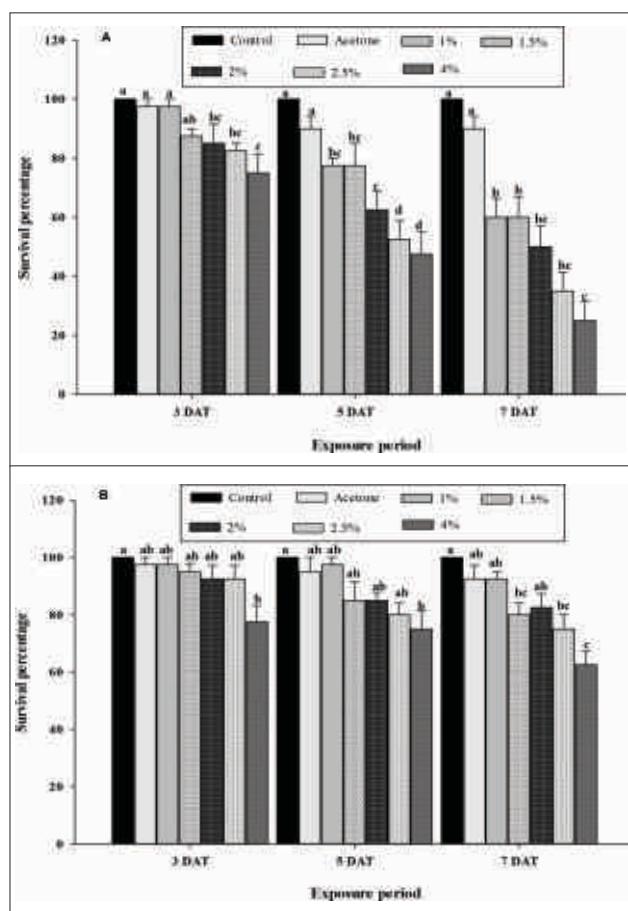 A
Control Acetone 1% 1.5%
2% 2.5% 4%
120
100
80
60
40
20
0
Survival percentage
a a a ab bc bc c
a a bc bc c d d
a a b b bc bc c
3 DAT 5 DAT 7 DAT
Exposure period
B
Control Acetone 1% 1.5%
2% 2.5% 4%
120
100
80
60
40
20
0
Survival percentage
a ab ab ab ab ab b
a ab ab ab ab ab b
a ab ab bc ab bc c
3 DAT 5 DAT 7 DAT
Exposure period